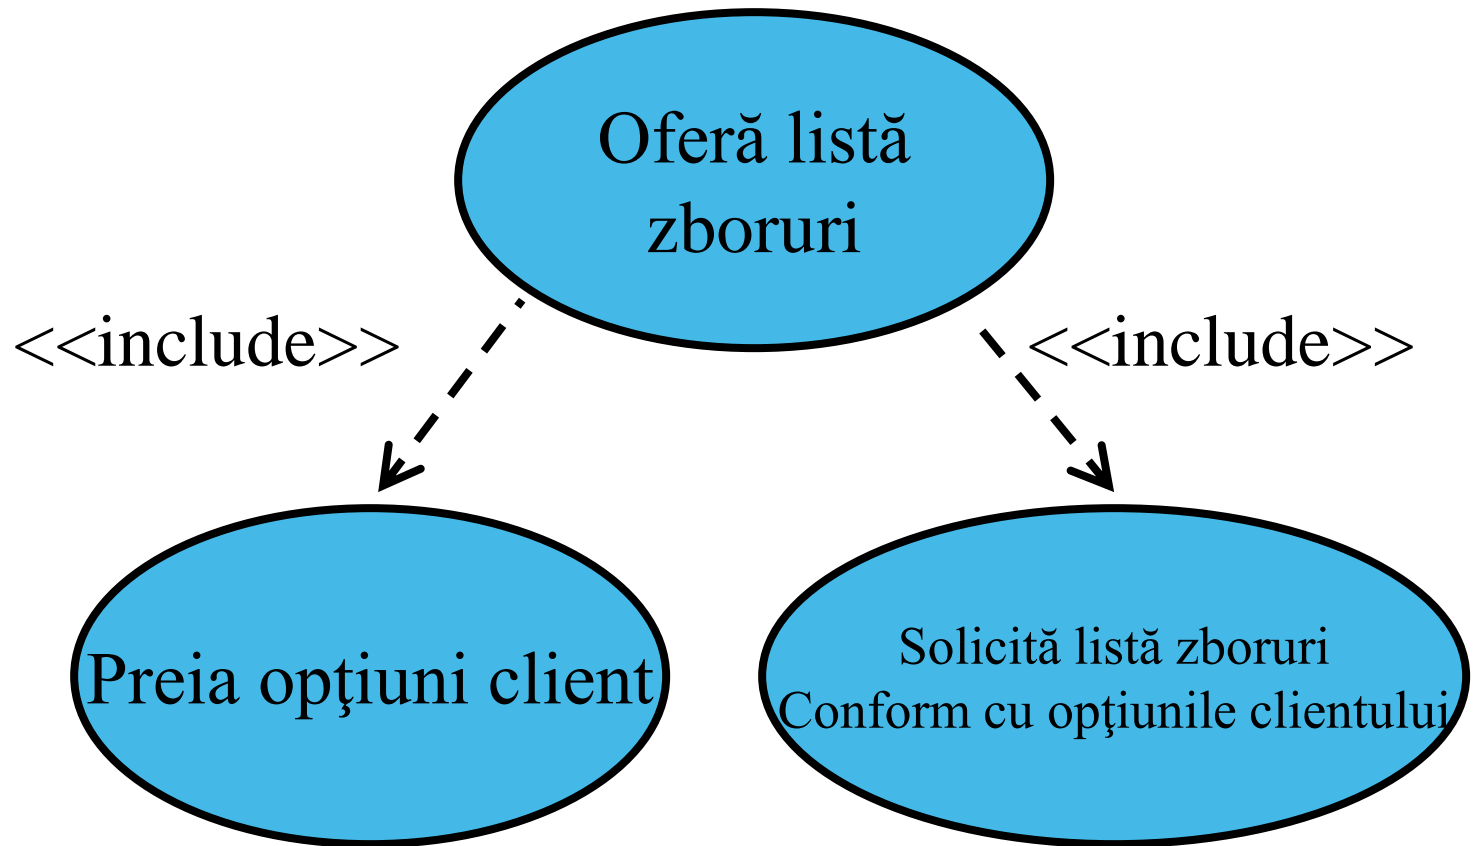 Oferă listă
zboruri
<<include>>
<<include>>
Preia opţiuni client
Solicită listă zboruri
Conform cu opţiunile clientului